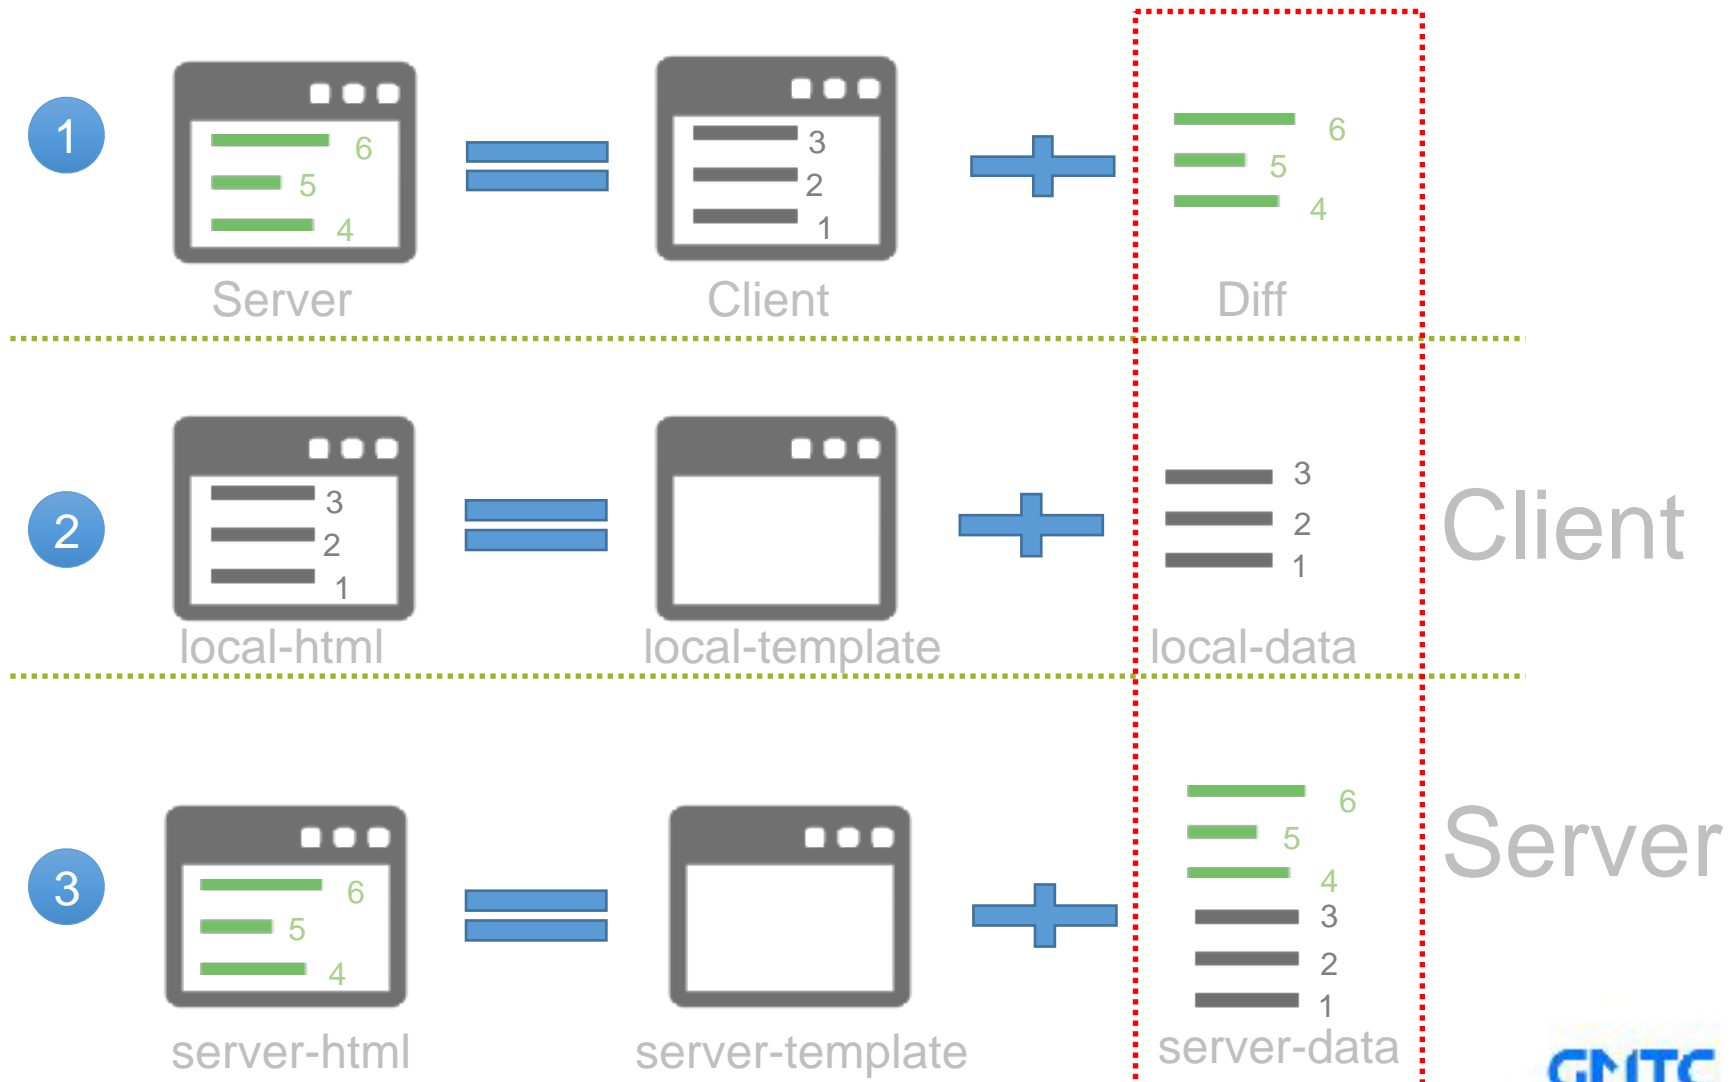 1
6
5
4
Server
3
2
1
Client
6
5
4
Diff
2
3
2
1
local-html
local-template
3
2
1
local-data
Client
3
6
5
4
server-html
server-template
6
5
4
3
2
1
server-data
Server
GMTC